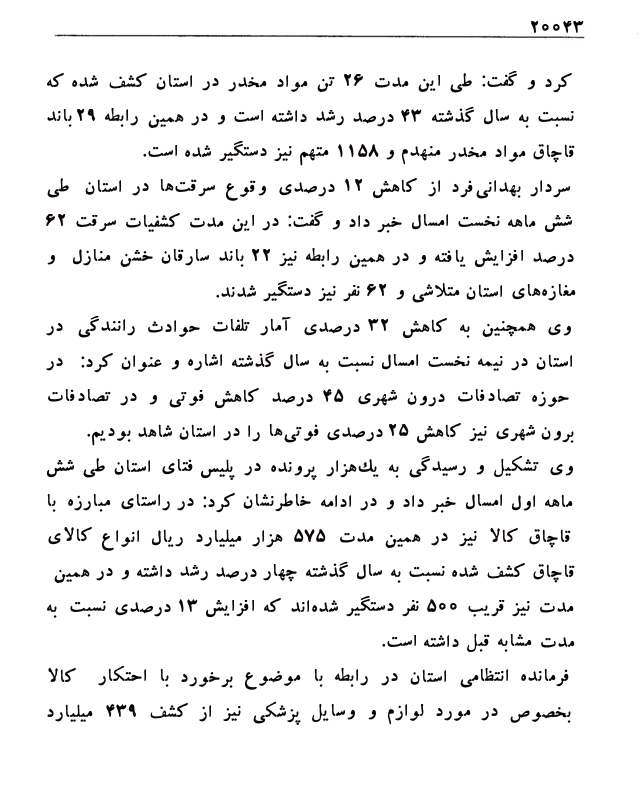 ۲۰۰۴۳
کرد و گفت: طی این مدت ۲۶ تن مواد مخدر در استان کشف شده که
نسبت به سال گذشته ۴۳ درصد رشد داشته است و در همین رابطه ۲۹ باند
قاچاق مواد مخدر منهدم و ۱۱۵۸ متهم نیز دستگیر شده است.
سردار بهدانی‌فرد از کاهش ۱۲ درصدی وقوع سرقت‌ها در استان طی
شش ماهه نخست امسال خبر داد و گفت: در این مدت کشفیات سرقت ۶۲
درصد افزایش یافته و در همین رابطه نیز ۲۲ باند سارقان خشن منازل و
مغازه‌های استان متلاشی و ۶۲ نفر نیز دستگیر شدند.
وی همچنین به کاهش ۳۲ درصدی آمار تلفات حوادث رانندگی در
استان در نیمه نخست امسال نسبت به سال گذشته اشاره و عنوان کرد: در
حوزه تصادفات درون شهری ۴۵ درصد کاهش فوتی و در تصادفات
برون شهری نیز کاهش ۲۵ درصدی فوتی‌ها را در استان شاهد بودیم.
وی تشکیل و رسیدگی به یك‌هزار پرونده در پلیس فتای استان طی شش
ماهه اول امسال خبر داد و در ادامه خاطرنشان کرد: در راستای مبارزه با
قاچاق کالا نیز در همین مدت ۵۷۵ هزار میلیارد ریال انواع کالای
قاچاق کشف شده نسبت به سال گذشته چهار درصد رشد داشته و در همین
مدت نیز قریب ۵۰۰ نفر دستگیر شده‌اند که افزایش ۱۳ درصدی نسبت به
مدت مشابه قبل داشته است.
فرمانده انتظامی استان در رابطه با موضوع برخورد با احتکار کالا
بخصوص در مورد لوازم و وسایل پزشکی نیز از کشف ۴۳۹ میلیارد